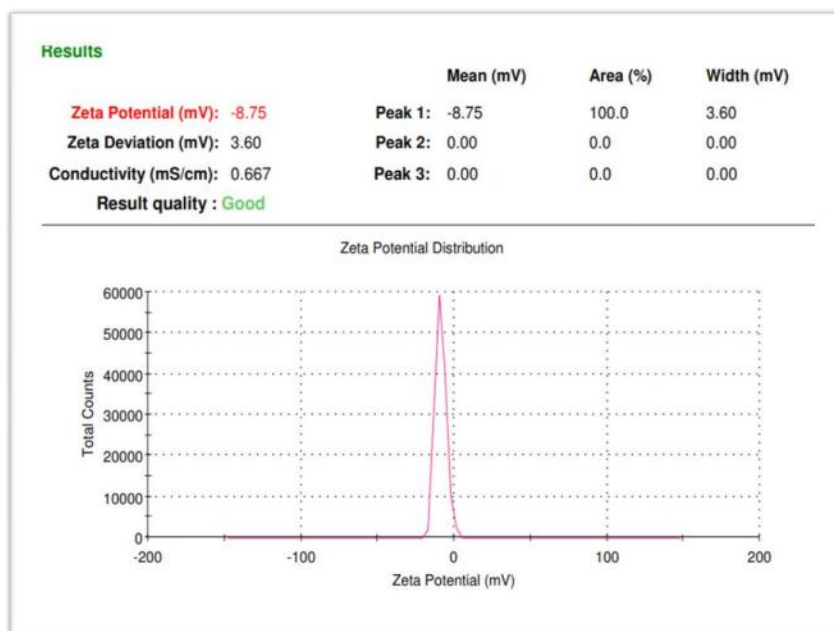 Results
Mean (mV) Area (%) Width (mV)
Zeta Potential (mV): -8.75 Peak 1: -8.75 100.0 3.60
Zeta Deviation (mV): 3.60 Peak 2: 0.00 0.0 0.00
Conductivity (mS/cm): 0.667 Peak 3: 0.00 0.0 0.00
Result quality : Good
Zeta Potential Distribution
60000
50000
40000
30000
20000
10000
0
Total Counts
-200 -100 0 100 200
Zeta Potential (mV)